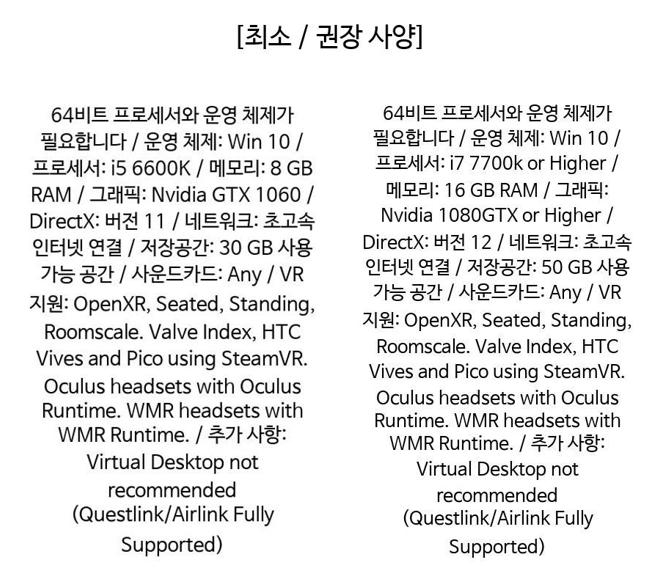 [최소 / 권장 사양]
64비트 프로세서와 운영 체제가
필요합니다 / 운영 체제: Win 10 /
프로세서: i5 6600K / 메모리: 8 GB
RAM / 그래픽: Nvidia GTX 1060 /
DirectX: 버전 11 / 네트워크: 초고속
인터넷 연결 / 저장공간: 30 GB 사용
가능 공간 / 사운드카드: Any / VR
지원: OpenXR, Seated, Standing,
Roomscale. Valve Index, HTC
Vives and Pico using SteamVR.
Oculus headsets with Oculus
Runtime. WMR headsets with
WMR Runtime. / 추가 사항:
Virtual Desktop not
recommended
(Questlink/Airlink Fully
Supported)
64비트 프로세서와 운영 체제가
필요합니다 / 운영 체제: Win 10 /
프로세서: i7 7700k or Higher /
메모리: 16 GB RAM / 그래픽:
Nvidia 1080GTX or Higher /
DirectX: 버전 12 / 네트워크: 초고속
인터넷 연결 / 저장공간: 50 GB 사용
가능 공간 / 사운드카드: Any / VR
지원: OpenXR, Seated, Standing,
Roomscale. Valve Index, HTC
Vives and Pico using SteamVR.
Oculus headsets with Oculus
Runtime. WMR headsets with
WMR Runtime. / 추가 사항:
Virtual Desktop not
recommended
(Questlink/Airlink Fully
Supported)